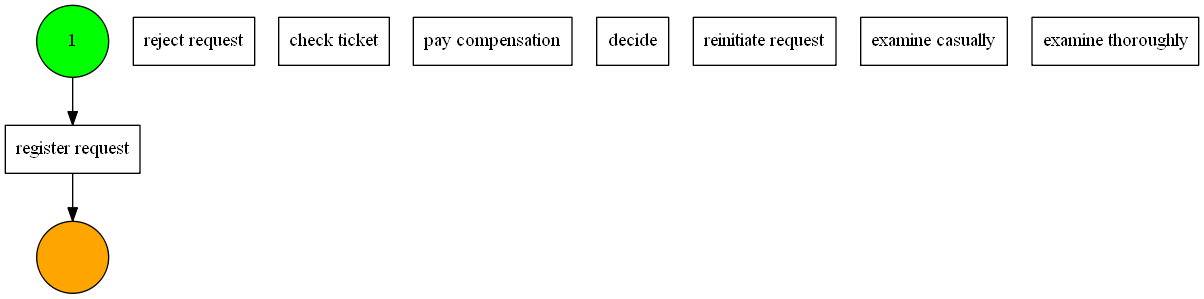 1
reject request
check ticket
pay compensation
decide
reinitiate request
examine casually
examine thoroughly
register request